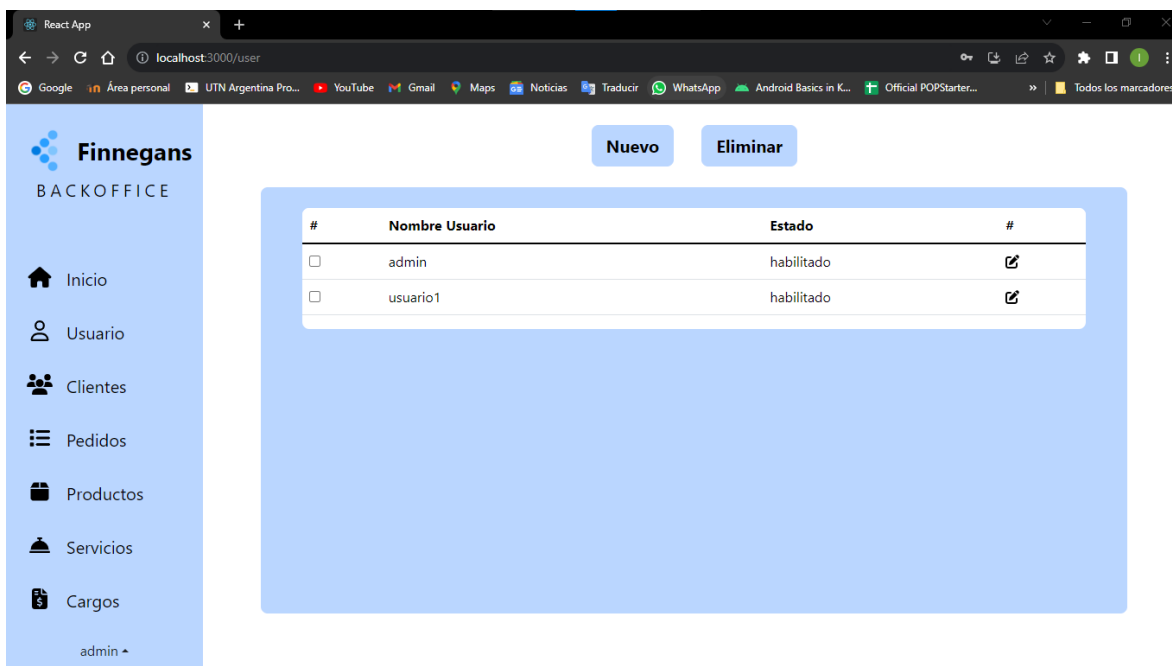 React App
localhost:3000/user
Google Área personal UTN Argentina Pro... YouTube Gmail Maps Noticias Traducir WhatsApp Android Basics in K... Official POPStarter... » Todos los marcadores
Finnegans
BACKOFFICE
Inicio
Usuario
Clientes
Pedidos
Productos
Servicios
Cargos
admin
Nuevo Eliminar
# Nombre Usuario Estado #
admin habilitado
usuario1 habilitado